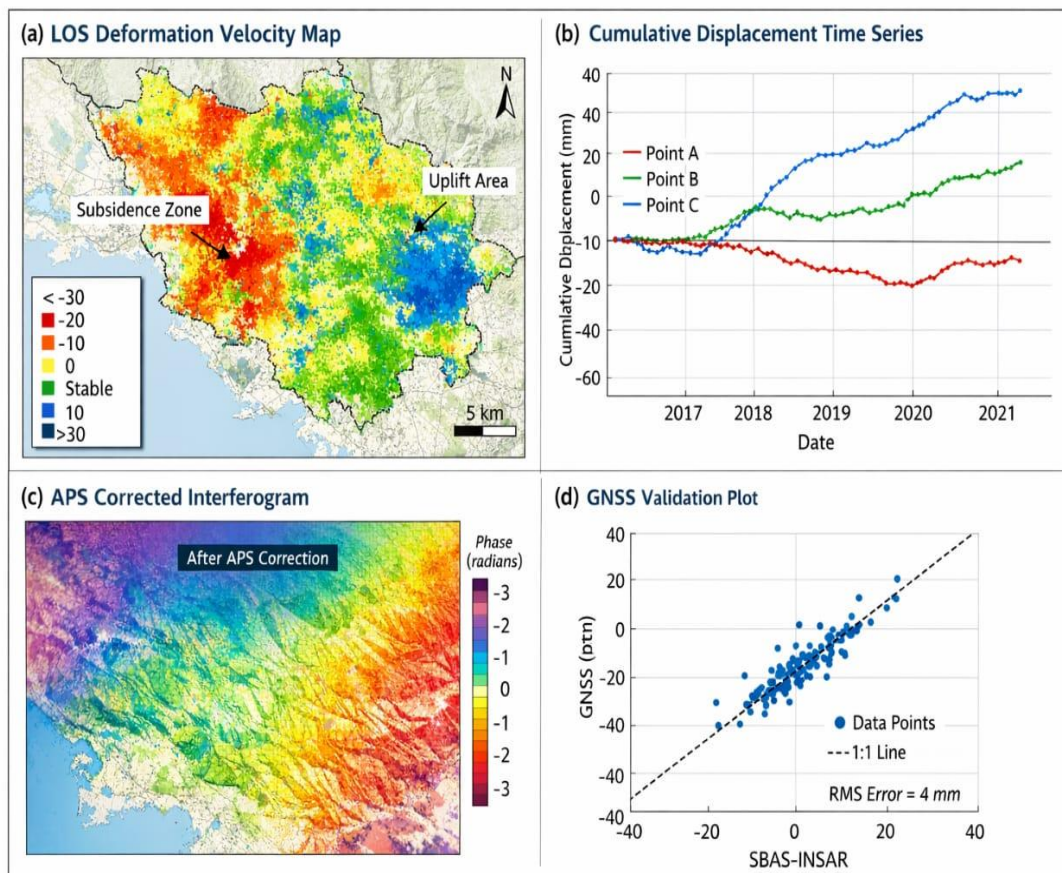 (a) LOS Deformation Velocity Map
N
Uplift Area
Subsidence Zone
< -30
-20
-10
0
Stable
10
>30
5 km
(b) Cumulative Displacement Time Series
Cumulative Displacement (mm)
40
40
20
0
-10
-20
-40
-60
Point A
Point B
Point C
2017 2018 2019 2020 2021
Date
(c) APS Corrected Interferogram
After APS Correction
Phase
(radians)
-3
-2
-1
0
-1
-2
-3
(d) GNSS Validation Plot
GNSS (ptn)
40
20
0
-20
-40
-40
40
Data Points
1:1 Line
RMS Error = 4 mm
-40 -20 0 20 40
SBAS-INSAR